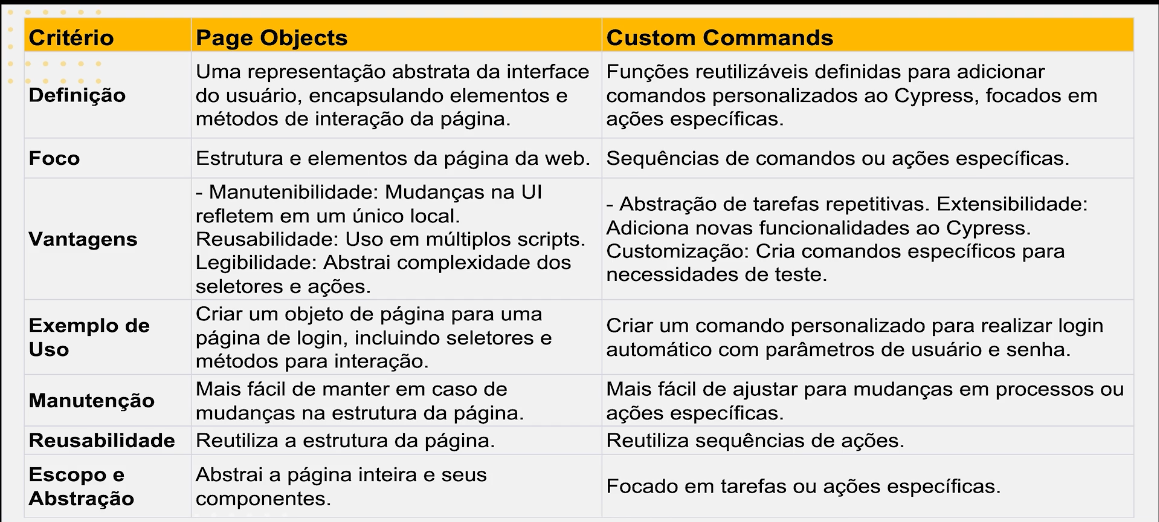 Critério Page Objects Custom Commands
Definição
Uma representação abstrata da interface
do usuário, encapsulando elementos e
métodos de interação da página.
Funções reutilizáveis definidas para adicionar
comandos personalizados ao Cypress, focados em
ações específicas.
Foco
Estrutura e elementos da página da web.
Sequências de comandos ou ações específicas.
Vantagens
- Manutenibilidade: Mudanças na UI
refletem em um único local.
Reusabilidade: Uso em múltiplos scripts.
Legibilidade: Abstrai complexidade dos
seletores e ações.
- Abstração de tarefas repetitivas. Extensibilidade:
Adiciona novas funcionalidades ao Cypress.
Customização: Cria comandos específicos para
necessidades de teste.
Exemplo de
Uso
Criar um objeto de página para uma
página de login, incluindo seletores e
métodos para interação.
Criar um comando personalizado para realizar login
automático com parâmetros de usuário e senha.
Manutenção
Mais fácil de manter em caso de
mudanças na estrutura da página.
Mais fácil de ajustar para mudanças em processos ou
ações específicas.
Reusabilidade
Reutiliza a estrutura da página.
Reutiliza sequências de ações.
Escopo e
Abstração
Abstrai a página inteira e seus
componentes.
Focado em tarefas ou ações específicas.